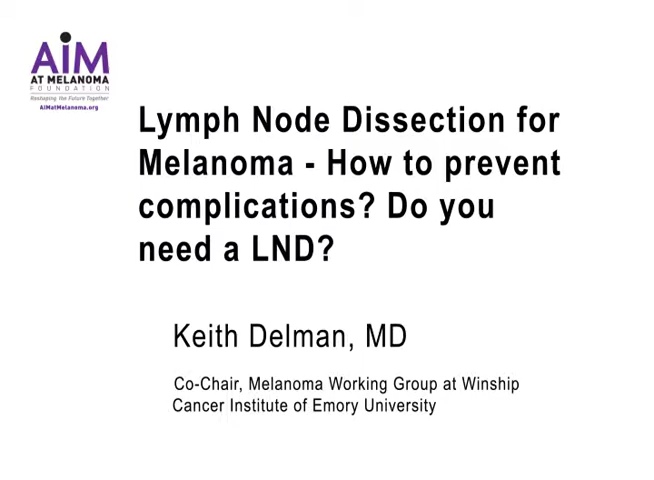 AiM
AT MELANOMA
FOUNDATION
Reshaping the Future Together
AIMatMelanoma.org
Lymph Node Dissection for
Melanoma - How to prevent
complications? Do you
need a LND?
Keith Delman, MD
Co-Chair, Melanoma Working Group at Winship
Cancer Institute of Emory University